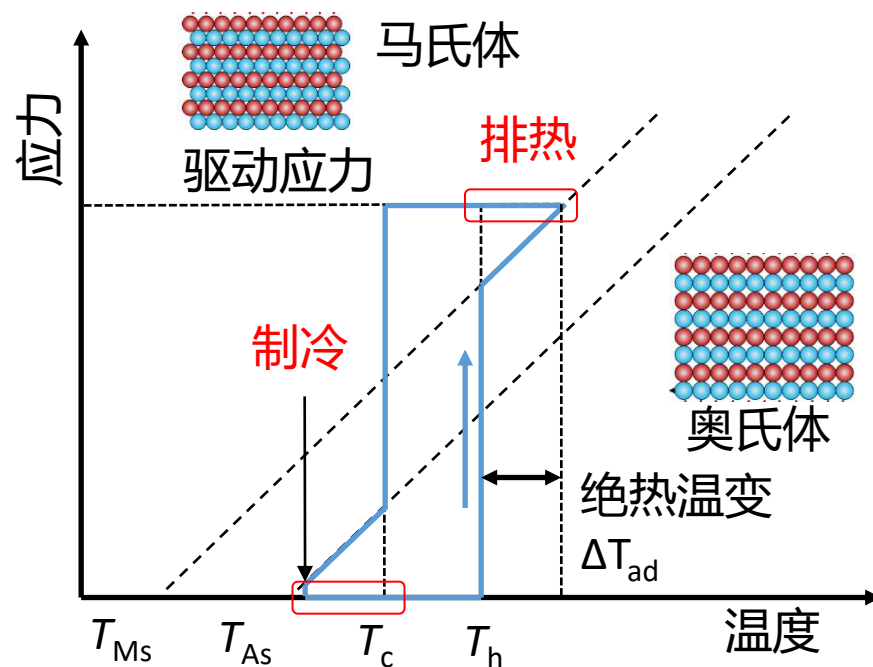 马氏体
应力
驱动应力
排热
制冷
奥氏体
绝热温变
ΔTad
TMs
TAs
Tc
Th
温度